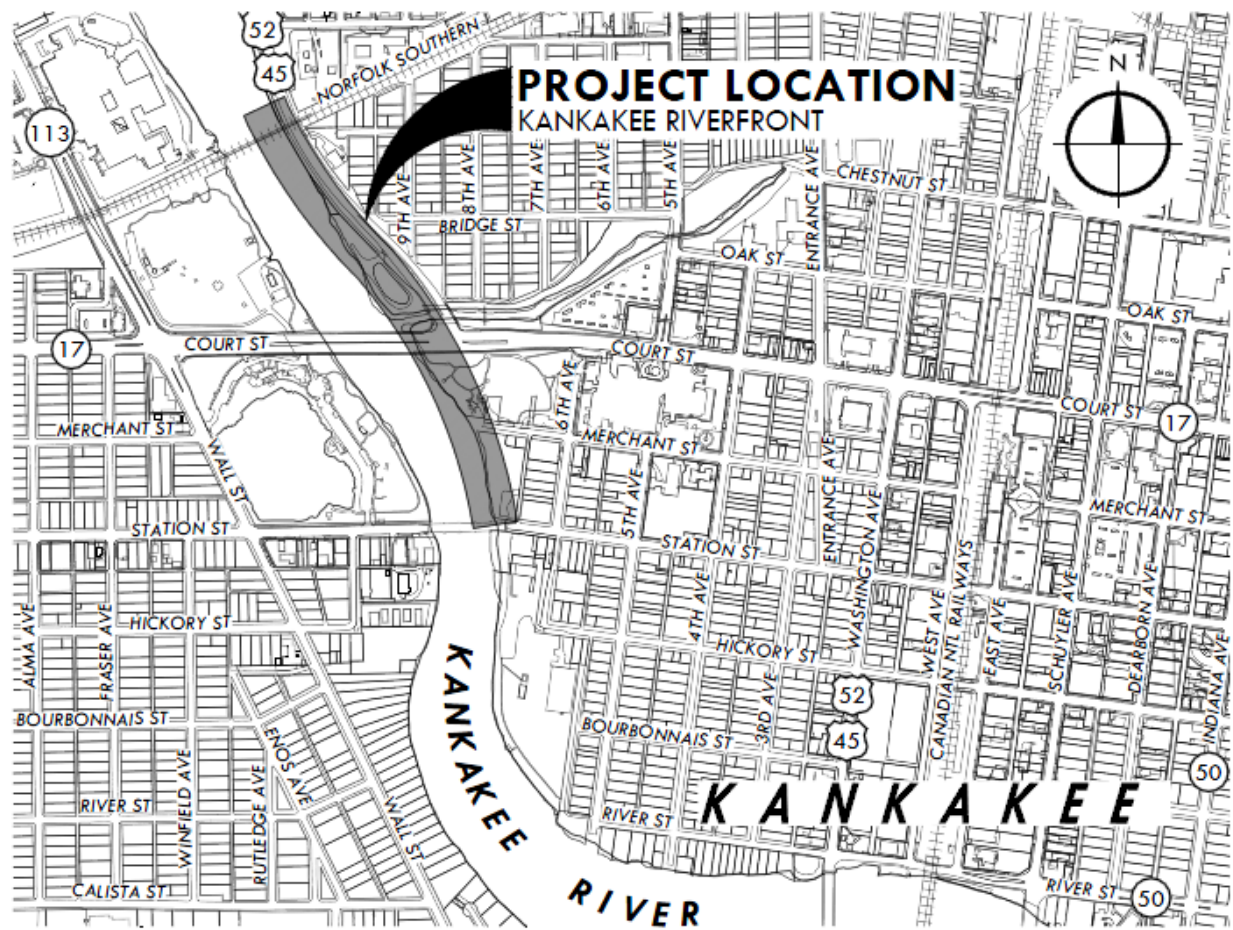 52
45
NORFOLK SOUTHERN
PROJECT LOCATION
KANKAKEE RIVERFRONT
N
113
9TH AVE
8TH AVE
7TH AVE
6TH AVE
5TH AVE
ENTRANCE AVE
CHESTNUT ST
BRIDGE ST
OAK ST
OAK ST
17
COURT ST
COURT ST
COURT ST
17
6TH AVE
MERCHANT ST
MERCHANT ST
MERCHANT ST
WALL ST
STATION ST
5TH AVE
STATION ST
ENTRANCE AVE
WASHINGTON AVE
ALMA AVE
FRASER AVE
HICKORY ST
4TH AVE
HICKORY ST
WEST AVE
CANADIAN INTL RAILWAYS
EAST AVE
SCHUYLER AVE
DEARBORN AVE
INDIANA AVE
52
45
BOURBONNAIS ST
ENOS AVE
BOURBONNAIS ST
3RD AVE
50
WINFIELD AVE
RUTLEDGE AVE
RIVER ST
WALL ST
RIVER ST
KANKAKEE
KANKAKEE
RIVER
CALISTA ST
RIVER ST
50